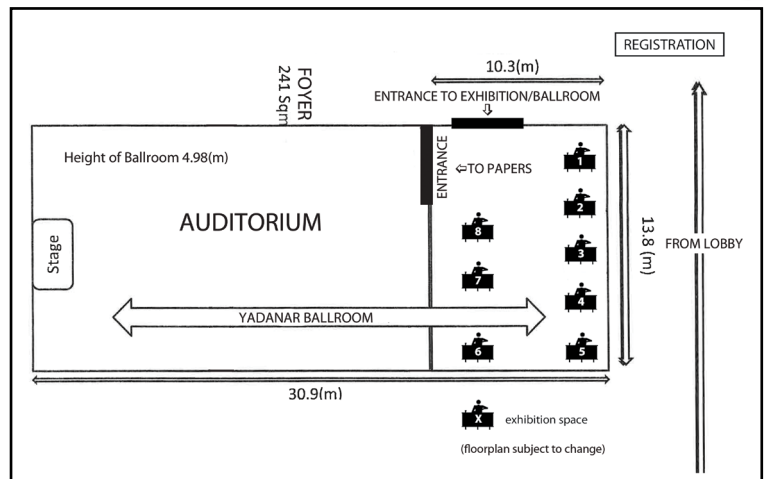 REGISTRATION
10.3(m)
ENTRANCE TO EXHIBITION/BALLROOM
FOYER
241 Sqm
Height of Ballroom 4.98(m)
ENTRANCE
⇦TO PAPERS
1
2
AUDITORIUM
8
Stage
3
13.8 (m)
FROM LOBBY
7
4
YADANAR BALLROOM
6
5
30.9(m)
X exhibition space
(floorplan subject to change)